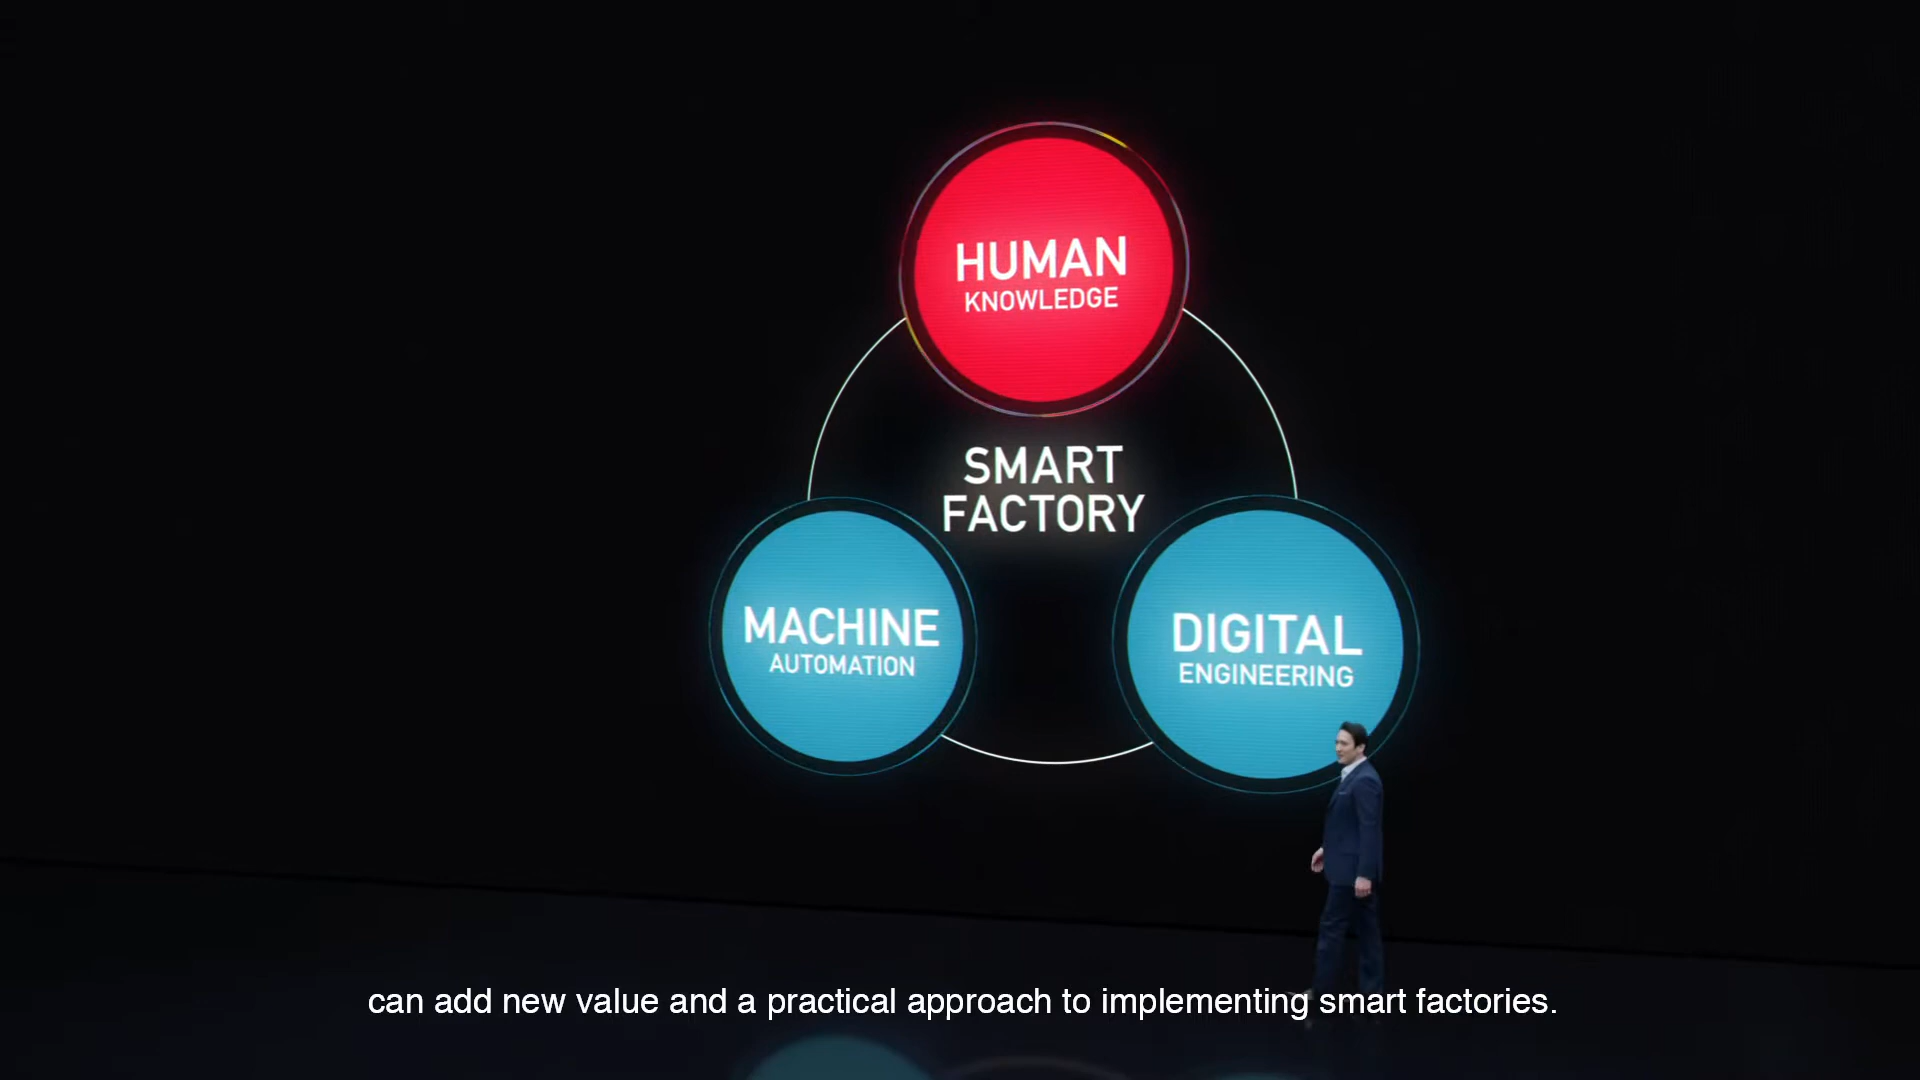 HUMAN
KNOWLEDGE
SMART
FACTORY
MACHINE
AUTOMATION
DIGITAL
ENGINEERING
can add new value and a practical approach to implementing smart factories.